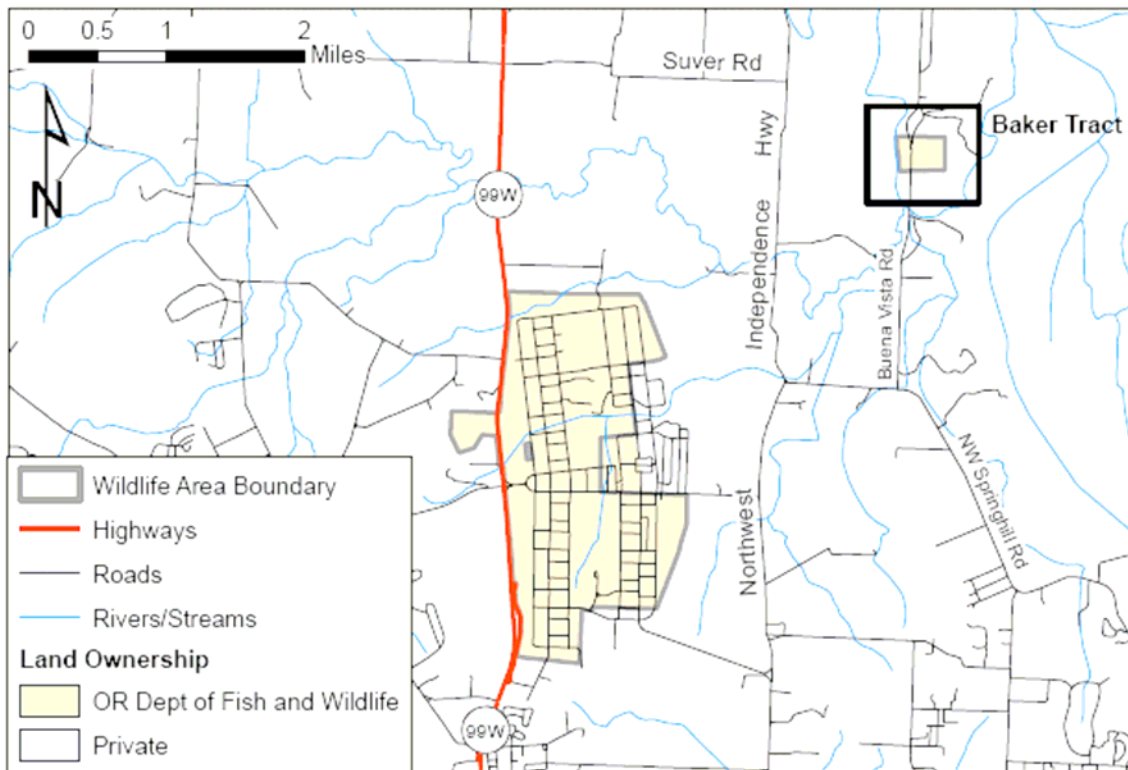 0 0.5 1 2
Miles
Suver Rd
Baker Tract
N
99W
Northwest Independence Hwy
Buena Vista Rd
NW Springhill Rd
Wildlife Area Boundary
Highways
Roads
Rivers/Streams
Land Ownership
OR Dept of Fish and Wildlife
Private
99W